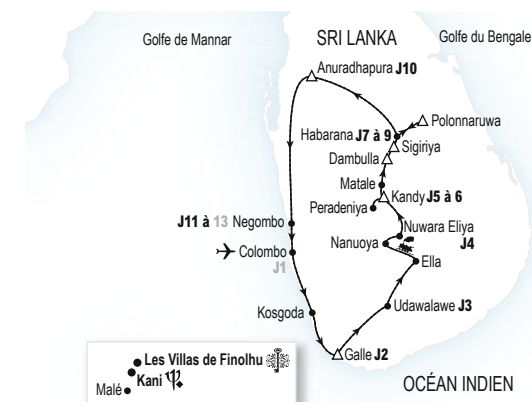 Golfe de Mannar
SRI LANKA
Golfe du Bengale
Anuradhapura J10
Polonnaruwa
Habarana J7 à 9
Sigiriya
Dambulla
Matale
Kandy J5 à 6
Peradeniya
J11 à 13 Negombo
Nuwara Eliya
J4
Nanuoya
Colombo
J1
Ella
Kosgoda
Udawalawe J3
Galle J2
Les Villas de Finolhu
Kani
Malé
OCÉAN INDIEN